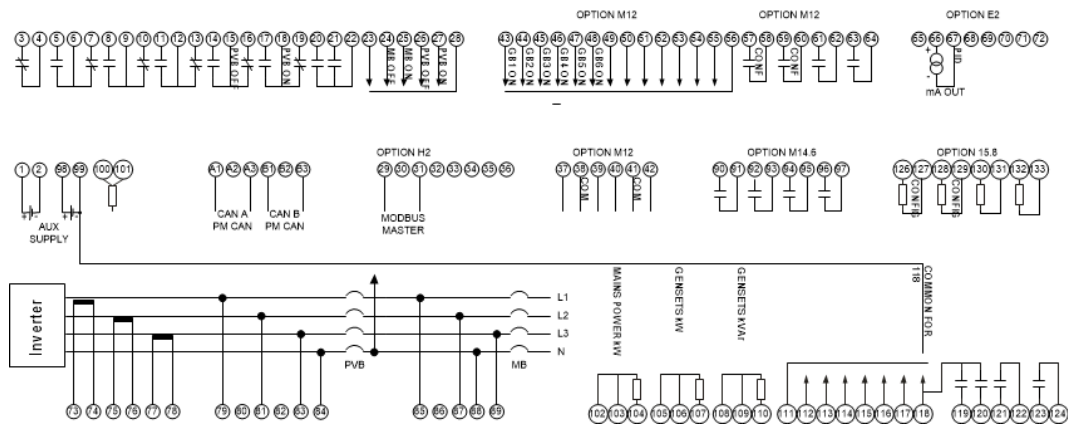 OPTION M12
OPTION M12
OPTION E2
3 4 5 6 7 8 9 10 11 12 13 14 15 16 17 18 19 20 21 22 23 24 25 26 27 28
43 44 45 46 47 48 49 50 51 52 53 54 55 56 57 58 59 60 61 62 63 64
65 66 67 68 69 70 71 72
PVB OFF
PVB ON
MB OFF
MB ON
PVB OFF
PVB ON
GB1 ON
GB2 ON
GB3 ON
GB4 ON
GB5 ON
GB6 ON
CONF
CONF
+
PID
-
mA OUT
OPTION H2
OPTION M12
OPTION M14.6
OPTION 15.8
1 2 98 99 100 101
A1 A2 A3 B1 B2 B3
29 30 31 32 33 34 35 36
37 38 39 40 41 42
90 91 92 93 94 95 96 97
126 127 128 129 130 131 132 133
COM
COM
CONFIG
CONFIG
+ - + -
AUX
SUPPLY
CAN A
PM CAN
CAN B
PM CAN
MODBUS
MASTER
MAINS POWER kW
GENSETS kW
GENSETS kVAr
COMMON FOR
118
Inverter
L1
L2
L3
N
PVB
MB
73 74 75 76 77 78
79 80 81 82 83 84
85 86 87 88 89
102 103 104 105 106 107 108 109 110
111 112 113 114 115 116 117 118 119 120 121 122 123 124